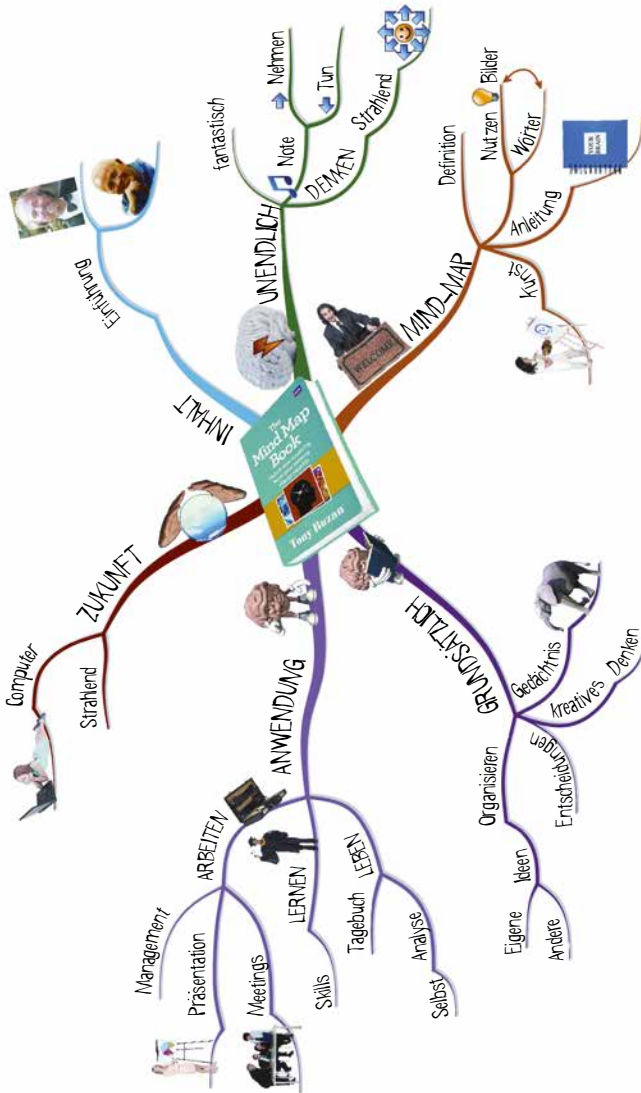 The
Mind Map
Book
Tony Buzan
INHALT
Einführung
UNENDLICH
fantastisch
Note
Nehmen
Tun
DENKEN
Strahlend
MIND-MAP
WELCOME
Definition
Nutzen
Bilder
Wörter
Anleitung
YOUR
BRAIN
Kunst
GRUNDSÄTZLICH
Gedächtnis
kreatives Denken
Entscheidungen
Organisieren
Ideen
Eigene
Andere
ANWENDUNG
LEBEN
Tagebuch
Analyse
Selbst
LERNEN
Skills
ARBEITEN
Meetings
Präsentation
Management
ZUKUNFT
Strahlend
Computer